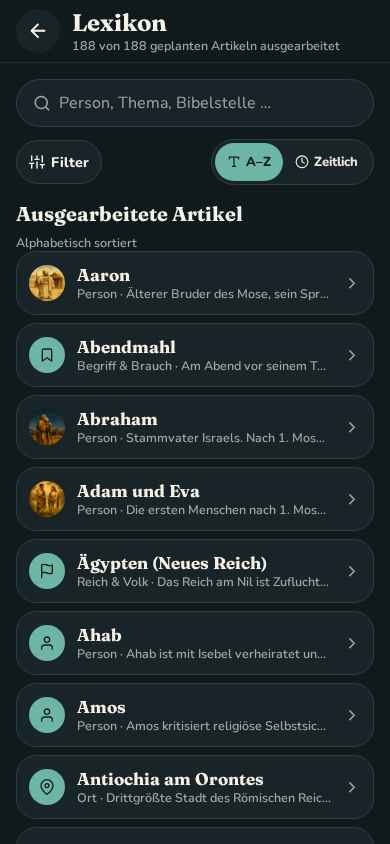 Lexikon
188 von 188 geplanten Artikeln ausgearbeitet
Person, Thema, Bibelstelle ...
Filter
A–Z
Zeitlich
Ausgearbeitete Artikel
Alphabetisch sortiert
Aaron
Person · Älterer Bruder des Mose, sein Spr...
Abendmahl
Begriff & Brauch · Am Abend vor seinem T...
Abraham
Person · Stammvater Israels. Nach 1. Mos...
Adam und Eva
Person · Die ersten Menschen nach 1. Mos...
Ägypten (Neues Reich)
Reich & Volk · Das Reich am Nil ist Zuflucht...
Ahab
Person · Ahab ist mit Isebel verheiratet un...
Amos
Person · Amos kritisiert religiöse Selbstsic...
Antiochia am Orontes
Ort · Drittgrößte Stadt des Römischen Reic...